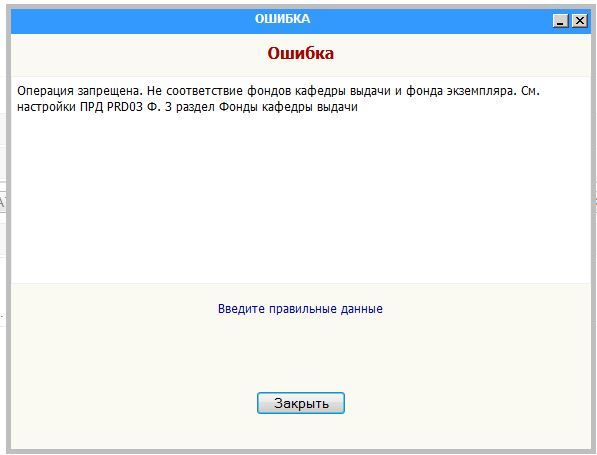 ОШИБКА
Ошибка
Операция запрещена. Не соответствие фондов кафедры выдачи и фонда экземпляра. См.
настройки ПРД PRD03 Ф. 3 раздел Фонды кафедры выдачи
Введите правильные данные
Закрыть